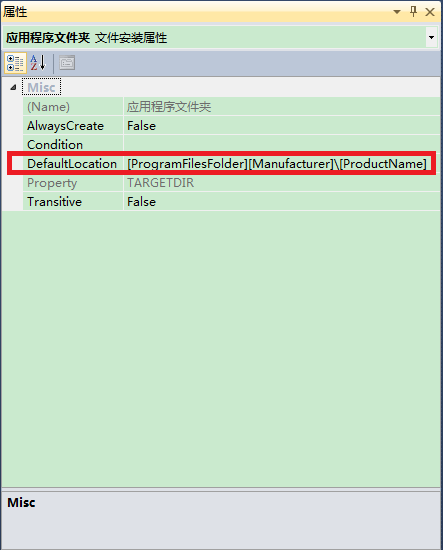 属性
应用程序文件夹 文件安装属性
Misc
(Name) 应用程序文件夹
AlwaysCreate False
Condition
DefaultLocation [ProgramFilesFolder][Manufacturer]\[ProductName]
Property TARGETDIR
Transitive False
Misc